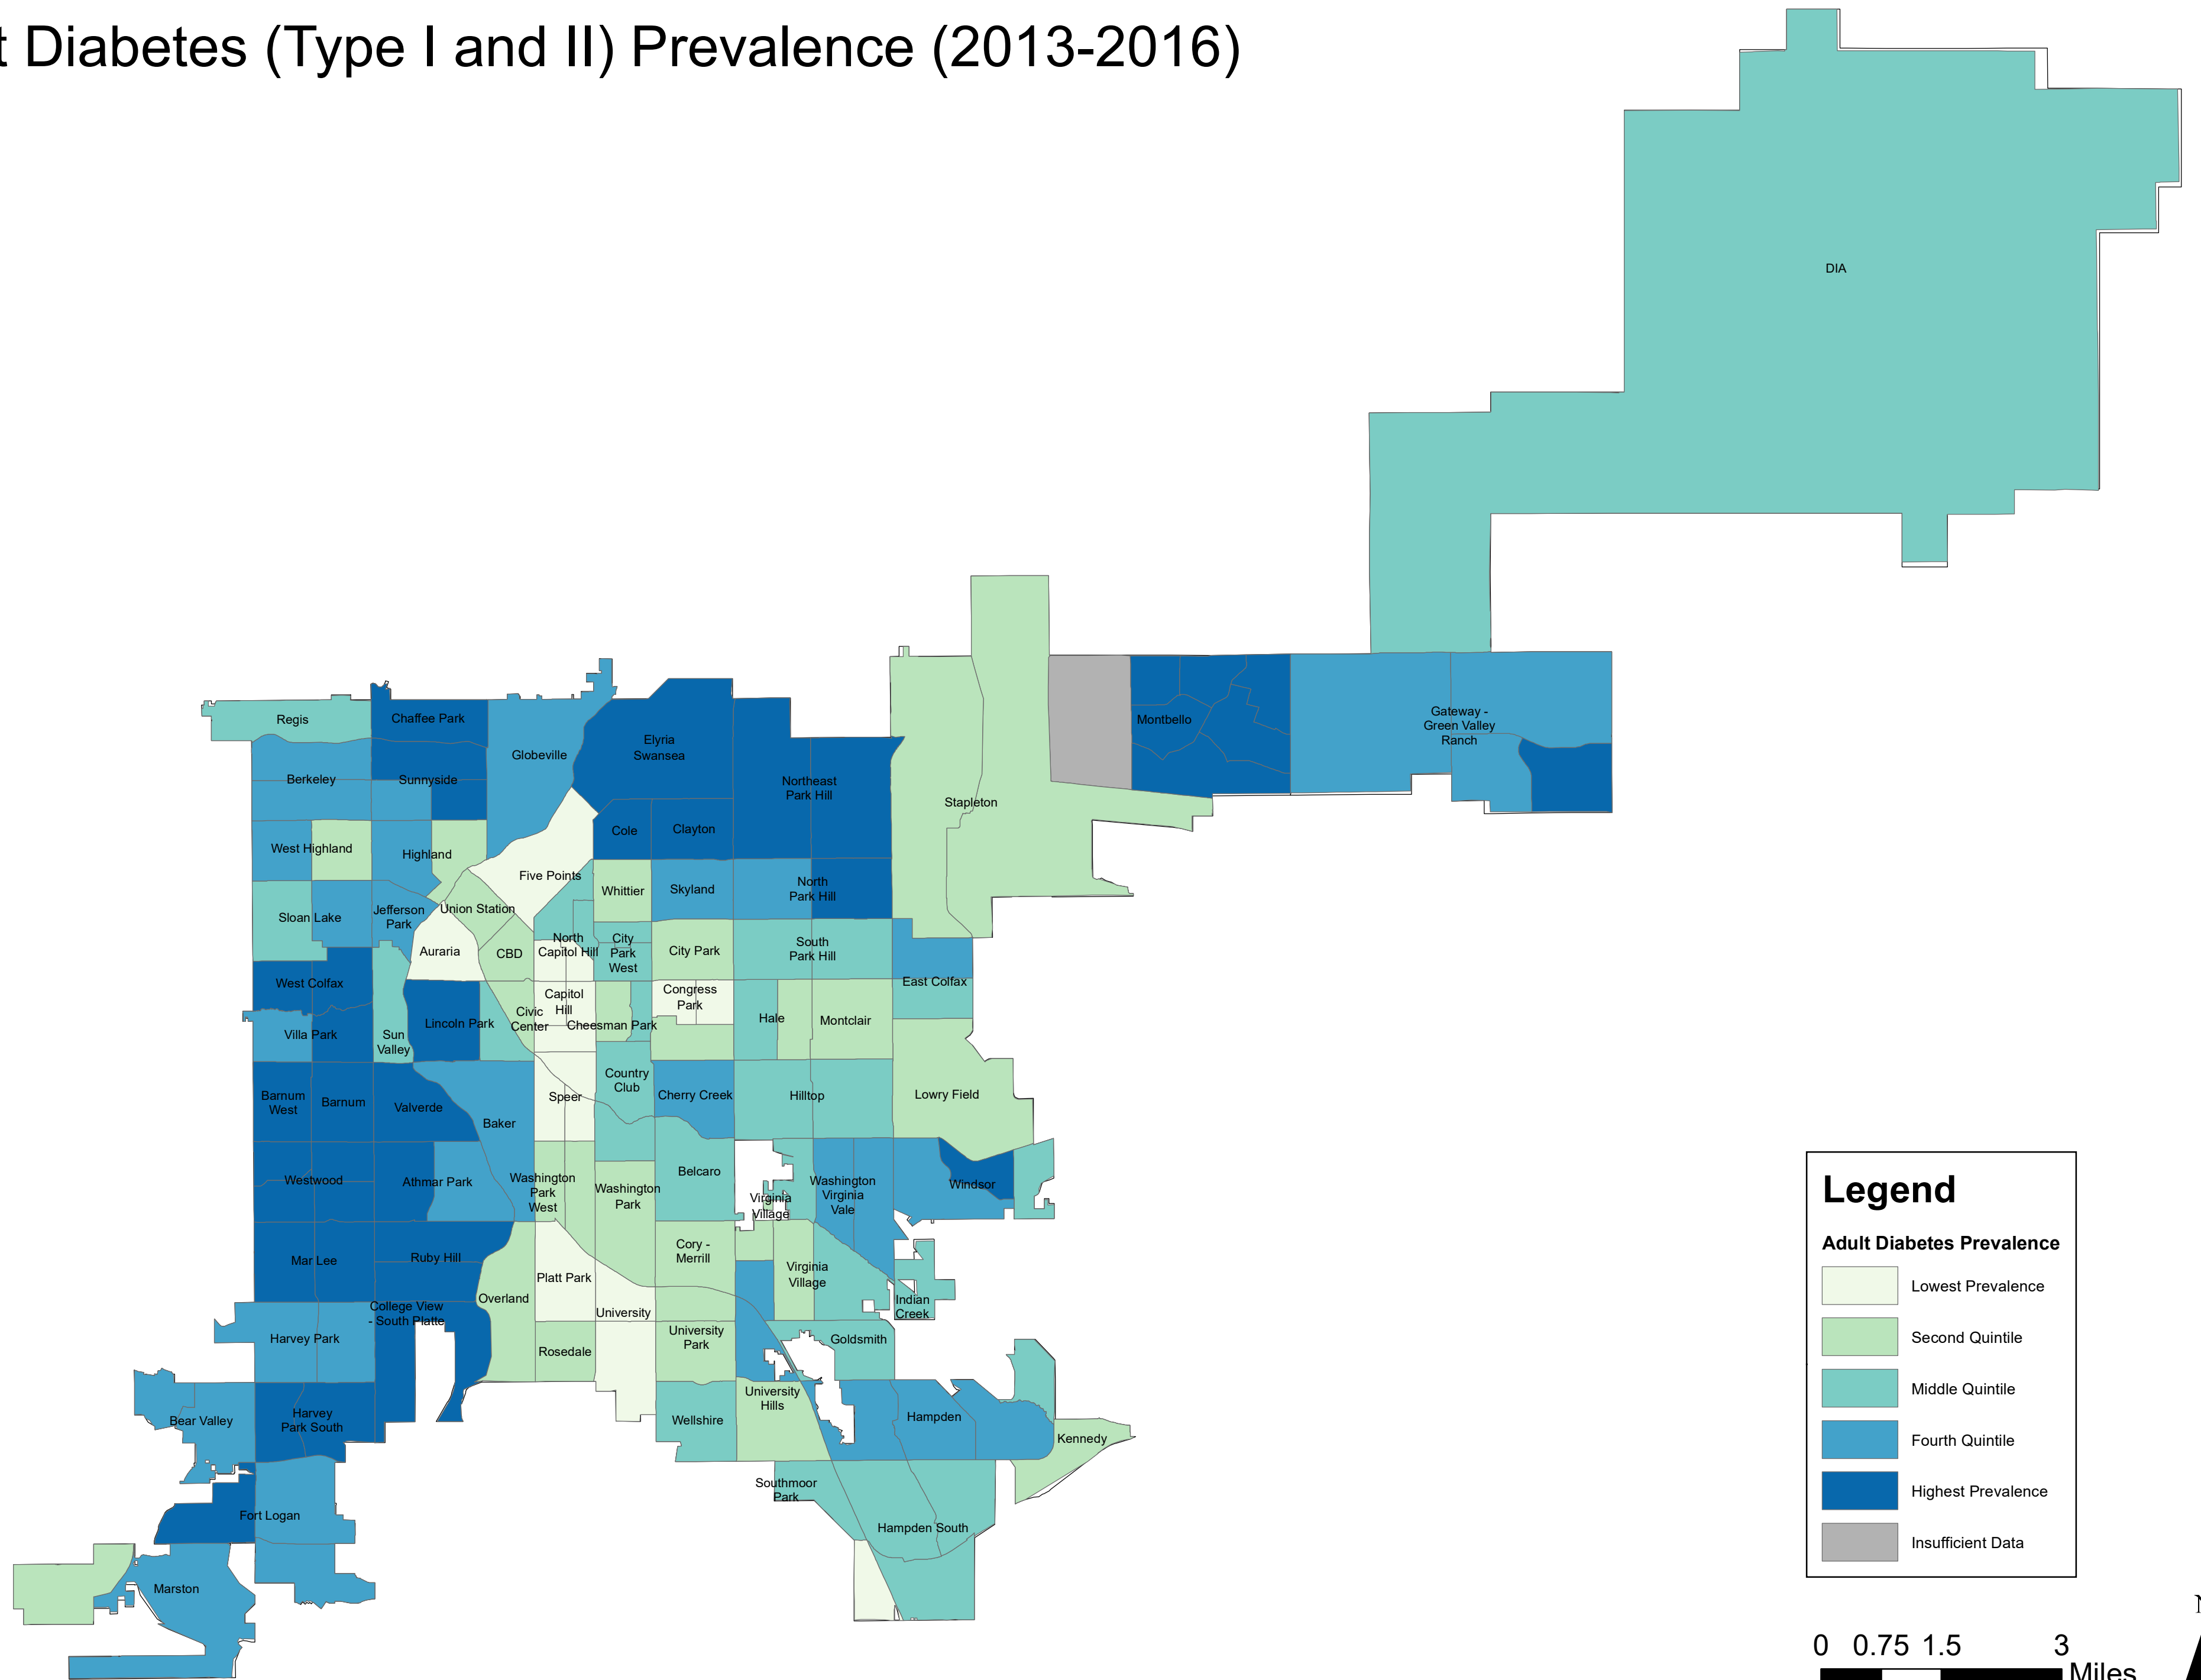 t Diabetes (Type I and II) Prevalence (2013-2016)
DIA
Regis
Chaffee Park
Globeville
Elyria
Swansea
Berkeley
Sunnyside
Northeast
Park Hill
Montbello
Gateway -
Green Valley
Ranch
Stapleton
West Highland
Highland
Cole
Clayton
Five Points
Whittier
Skyland
North
Park Hill
Sloan Lake
Jefferson
Park
Union Station
Auraria
CBD
North
Capitol Hill
City
Park
West
City Park
South
Park Hill
West Colfax
East Colfax
Villa Park
Sun
Valley
Lincoln Park
Civic
Center
Capitol
Hill
Cheesman Park
Congress
Park
Hale
Montclair
Barnum
West
Barnum
Valverde
Baker
Speer
Country
Club
Cherry Creek
Hilltop
Lowry Field
Westwood
Athmar Park
Washington
Park
West
Washington
Park
Belcaro
Virginia
Village
Washington
Virginia
Vale
Windsor
Mar Lee
Ruby Hill
Platt Park
Cory -
Merrill
Virginia
Village
Indian
Creek
College View
- South Platte
Overland
University
Harvey Park
Rosedale
University
Park
Goldsmith
Bear Valley
Harvey
Park South
Wellshire
University
Hills
Hampden
Kennedy
Fort Logan
Southmoor
Park
Hampden South
Marston
Legend
Adult Diabetes Prevalence
Lowest Prevalence
Second Quintile
Middle Quintile
Fourth Quintile
Highest Prevalence
Insufficient Data
0 0.75 1.5 3
Miles